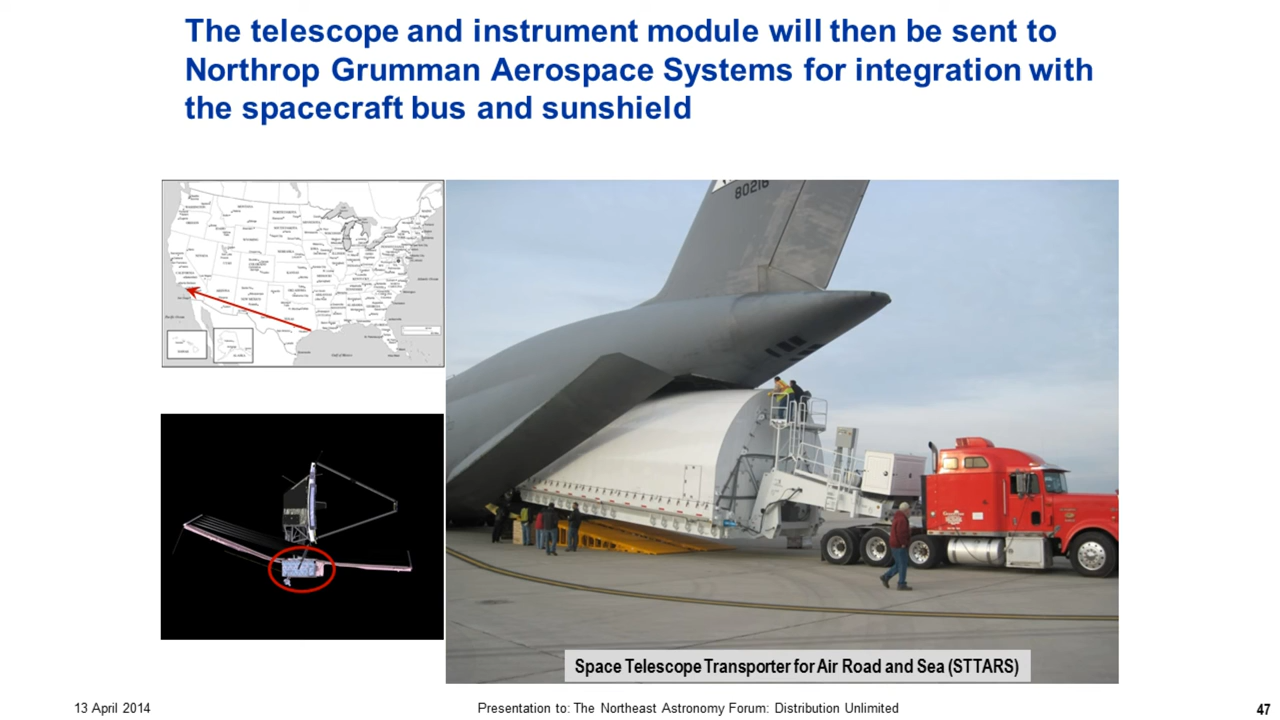 The telescope and instrument module will then be sent to
Northrop Grumman Aerospace Systems for integration with
the spacecraft bus and sunshield
80216
Space Telescope Transporter for Air Road and Sea (STTARS)
13 April 2014
Presentation to: The Northeast Astronomy Forum: Distribution Unlimited
47